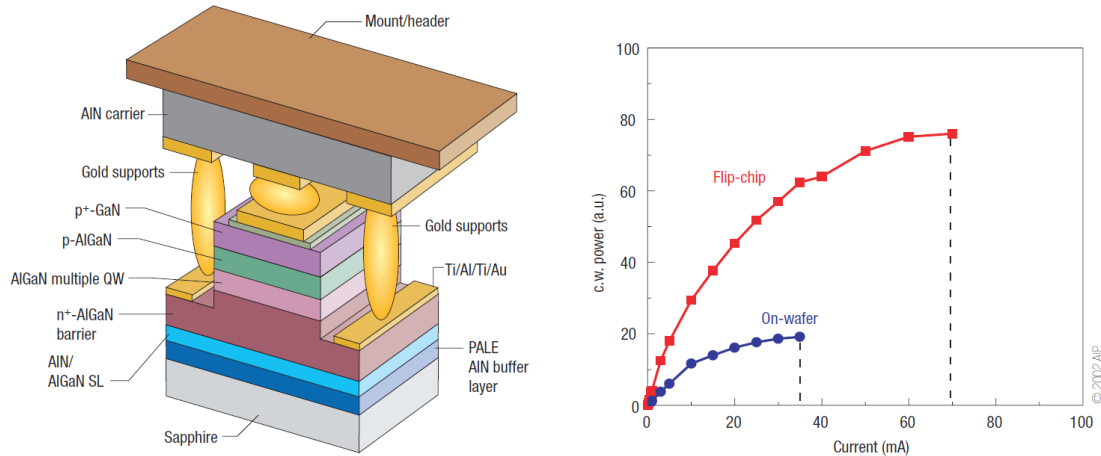 Mount/header
AlN carrier
Gold supports
p+-GaN
p-AlGaN
AlGaN multiple QW
n+-AlGaN
barrier
AlN/
AlGaN SL
Sapphire
Gold supports
Ti/Al/Ti/Au
PALE
AlN buffer
layer
c.w. power (a.u.)
100
80
60
40
20
0
Flip-chip
On-wafer
0
20
40
60
80
100
Current (mA)
© 2002 AIP